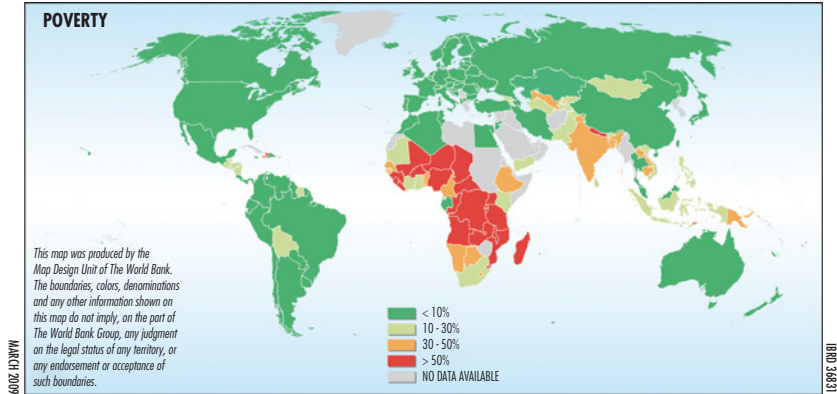 POVERTY
This map was produced by the
Map Design Unit of The World Bank.
The boundaries, colors, denominations
and any other information shown on
this map do not imply, on the part of
The World Bank Group, any judgment
on the legal status of any territory, or
any endorsement or acceptance of
such boundaries.
< 10%
10 - 30%
30 - 50%
> 50%
NO DATA AVAILABLE
MARCH 2009
IBRD 36831